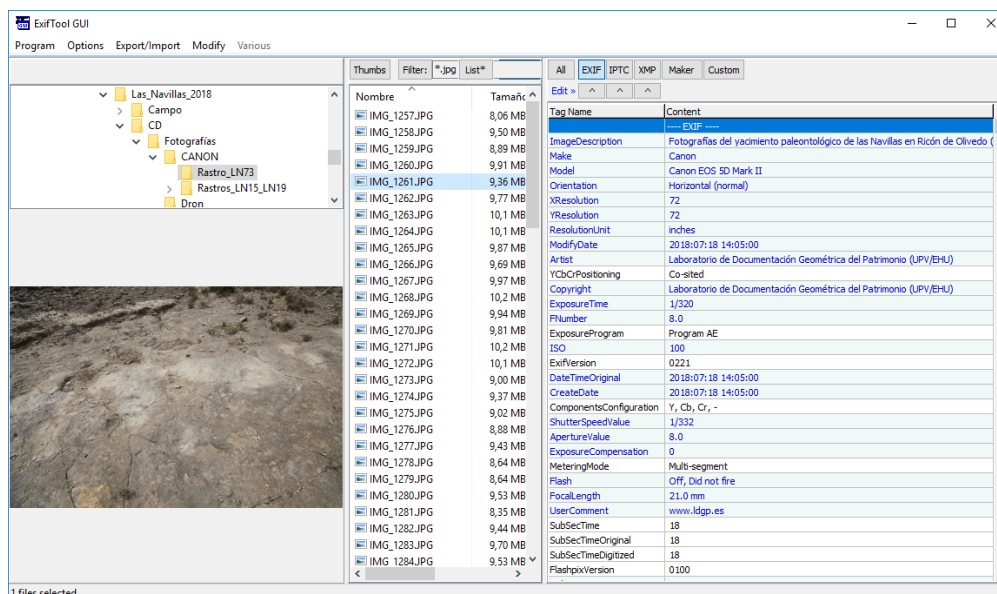 ExifTool GUI
Program Options Export/Import Modify Various
Las_Navillas_2018
Campo
CD
Fotografías
CANON
Rastro_LN73
Rastros_LN15_LN19
Dron
Thumbs Filter: *.jpg List*
Nombre Tamañc
IMG_1257.JPG 8,06 MB
IMG_1258.JPG 9,50 MB
IMG_1259.JPG 8,89 MB
IMG_1260.JPG 9,91 MB
IMG_1261.JPG 9,36 MB
IMG_1262.JPG 9,77 MB
IMG_1263.JPG 10,1 MB
IMG_1264.JPG 10,1 MB
IMG_1265.JPG 9,87 MB
IMG_1266.JPG 9,69 MB
IMG_1267.JPG 9,97 MB
IMG_1268.JPG 10,2 MB
IMG_1269.JPG 9,94 MB
IMG_1270.JPG 9,81 MB
IMG_1271.JPG 10,2 MB
IMG_1272.JPG 10,1 MB
IMG_1273.JPG 9,00 MB
IMG_1274.JPG 9,37 MB
IMG_1275.JPG 9,02 MB
IMG_1276.JPG 8,88 MB
IMG_1277.JPG 9,43 MB
IMG_1278.JPG 8,64 MB
IMG_1279.JPG 8,64 MB
IMG_1280.JPG 9,53 MB
IMG_1281.JPG 8,35 MB
IMG_1282.JPG 9,44 MB
IMG_1283.JPG 9,70 MB
IMG_1284.JPG 9,53 MB
All EXIF IPTC XMP Maker Custom
Edit » ^ ^ ^
Tag Name Content
---- EXIF ----
ImageDescription Fotografías del yacimiento paleontológico de las Navillas en Ricón de Olivedo (
Make Canon
Model Canon EOS 5D Mark II
Orientation Horizontal (normal)
XResolution 72
YResolution 72
ResolutionUnit inches
ModifyDate 2018:07:18 14:05:00
Artist Laboratorio de Documentación Geométrica del Patrimonio (UPV/EHU)
YCbCrPositioning Co-sited
Copyright Laboratorio de Documentación Geométrica del Patrimonio (UPV/EHU)
ExposureTime 1/320
FNumber 8.0
ExposureProgram Program AE
ISO 100
ExifVersion 0221
DateTimeOriginal 2018:07:18 14:05:00
CreateDate 2018:07:18 14:05:00
ComponentsConfiguration Y, Cb, Cr, -
ShutterSpeedValue 1/332
ApertureValue 8.0
ExposureCompensation 0
MeteringMode Multi-segment
Flash Off, Did not fire
FocalLength 21.0 mm
UserComment www.ldgp.es
SubSecTime 18
SubSecTimeOriginal 18
SubSecTimeDigitized 18
FlashpixVersion 0100
1 files selected